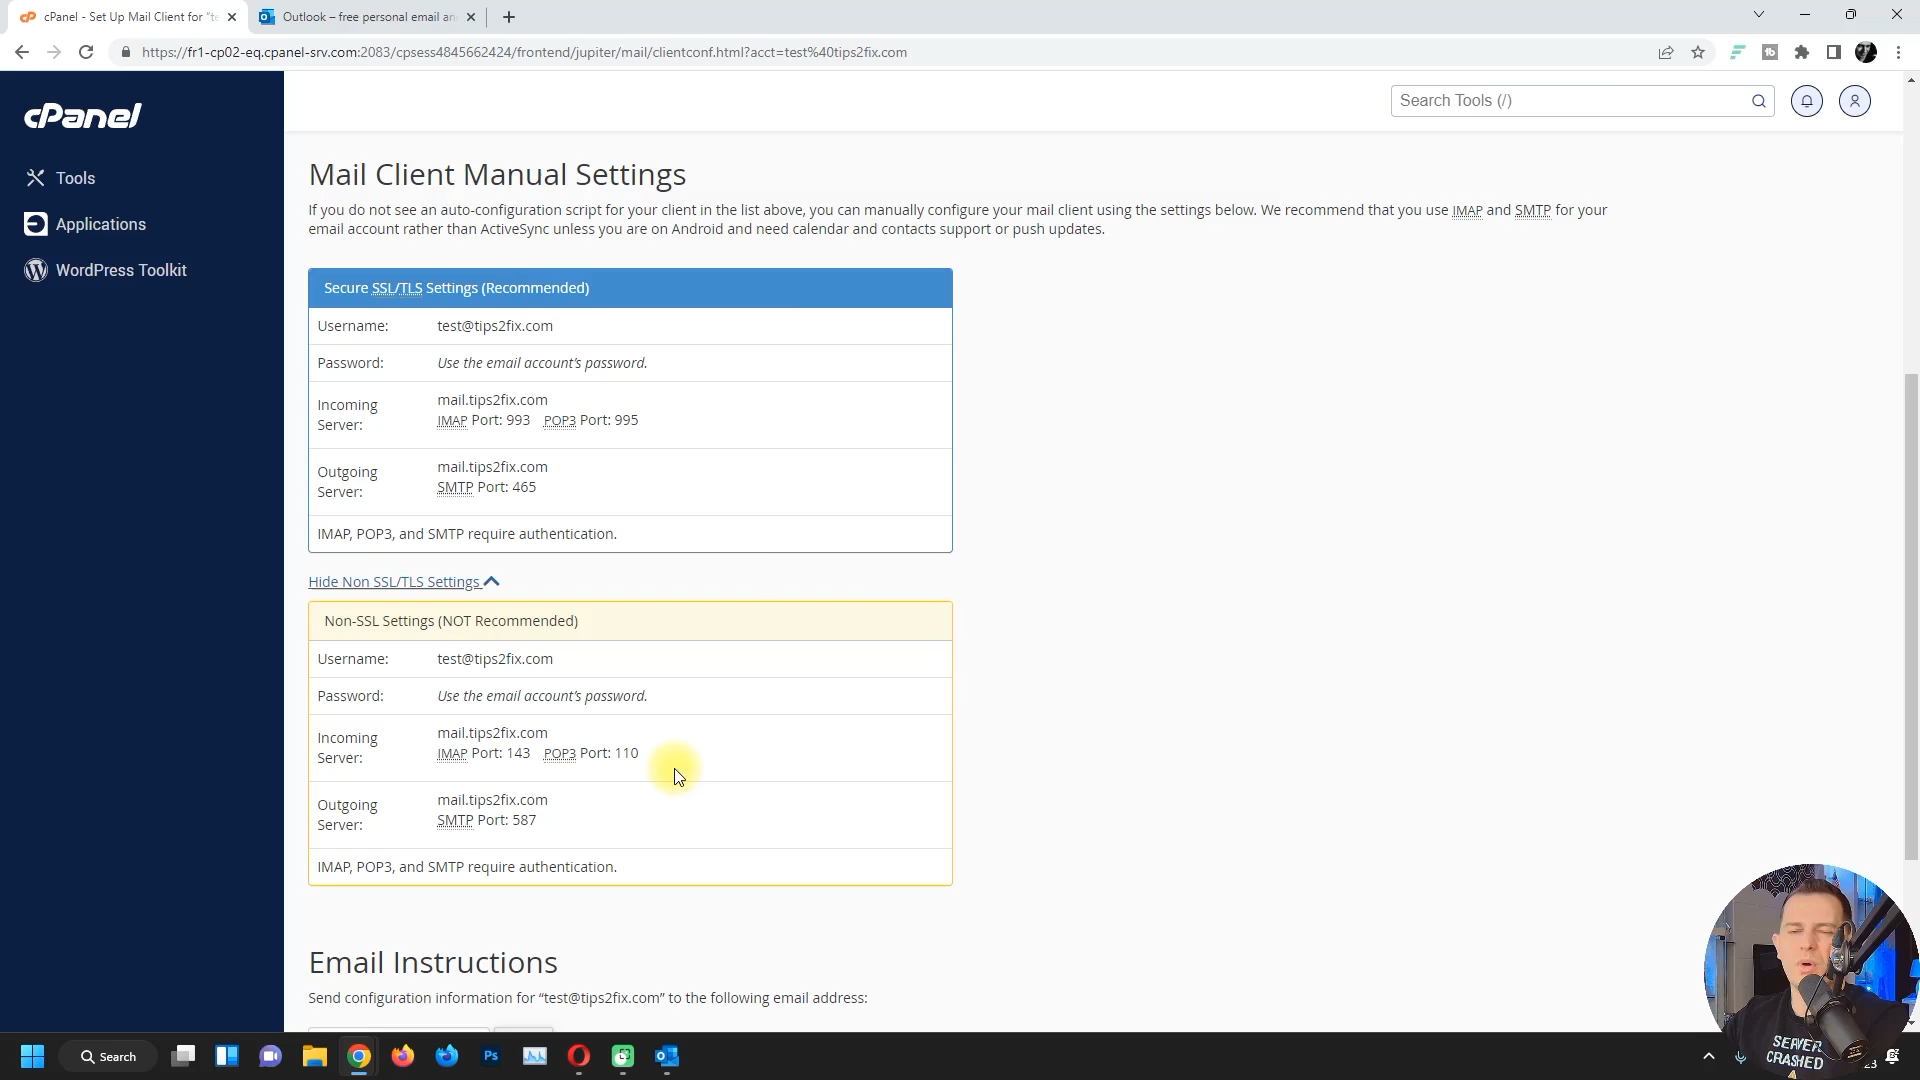 cPanel - Set Up Mail Client for "te
Outlook – free personal email an
https://fr1-cp02-eq.cpanel-srv.com:2083/cpsess4845662424/frontend/jupiter/mail/clientconf.html?acct=test%40tips2fix.com
cPanel
Search Tools (/)
Tools
Applications
WordPress Toolkit
Mail Client Manual Settings
If you do not see an auto-configuration script for your client in the list above, you can manually configure your mail client using the settings below. We recommend that you use IMAP and SMTP for your
email account rather than ActiveSync unless you are on Android and need calendar and contacts support or push updates.
Secure SSL/TLS Settings (Recommended)
Username: test@tips2fix.com
Password: Use the email account's password.
Incoming Server: mail.tips2fix.com
IMAP Port: 993 POP3 Port: 995
Outgoing Server: mail.tips2fix.com
SMTP Port: 465
IMAP, POP3, and SMTP require authentication.
Hide Non SSL/TLS Settings
Non-SSL Settings (NOT Recommended)
Username: test@tips2fix.com
Password: Use the email account's password.
Incoming Server: mail.tips2fix.com
IMAP Port: 143 POP3 Port: 110
Outgoing Server: mail.tips2fix.com
SMTP Port: 587
IMAP, POP3, and SMTP require authentication.
Email Instructions
Send configuration information for “test@tips2fix.com” to the following email address:
Search
Ps
SERVER
CRASHED
23